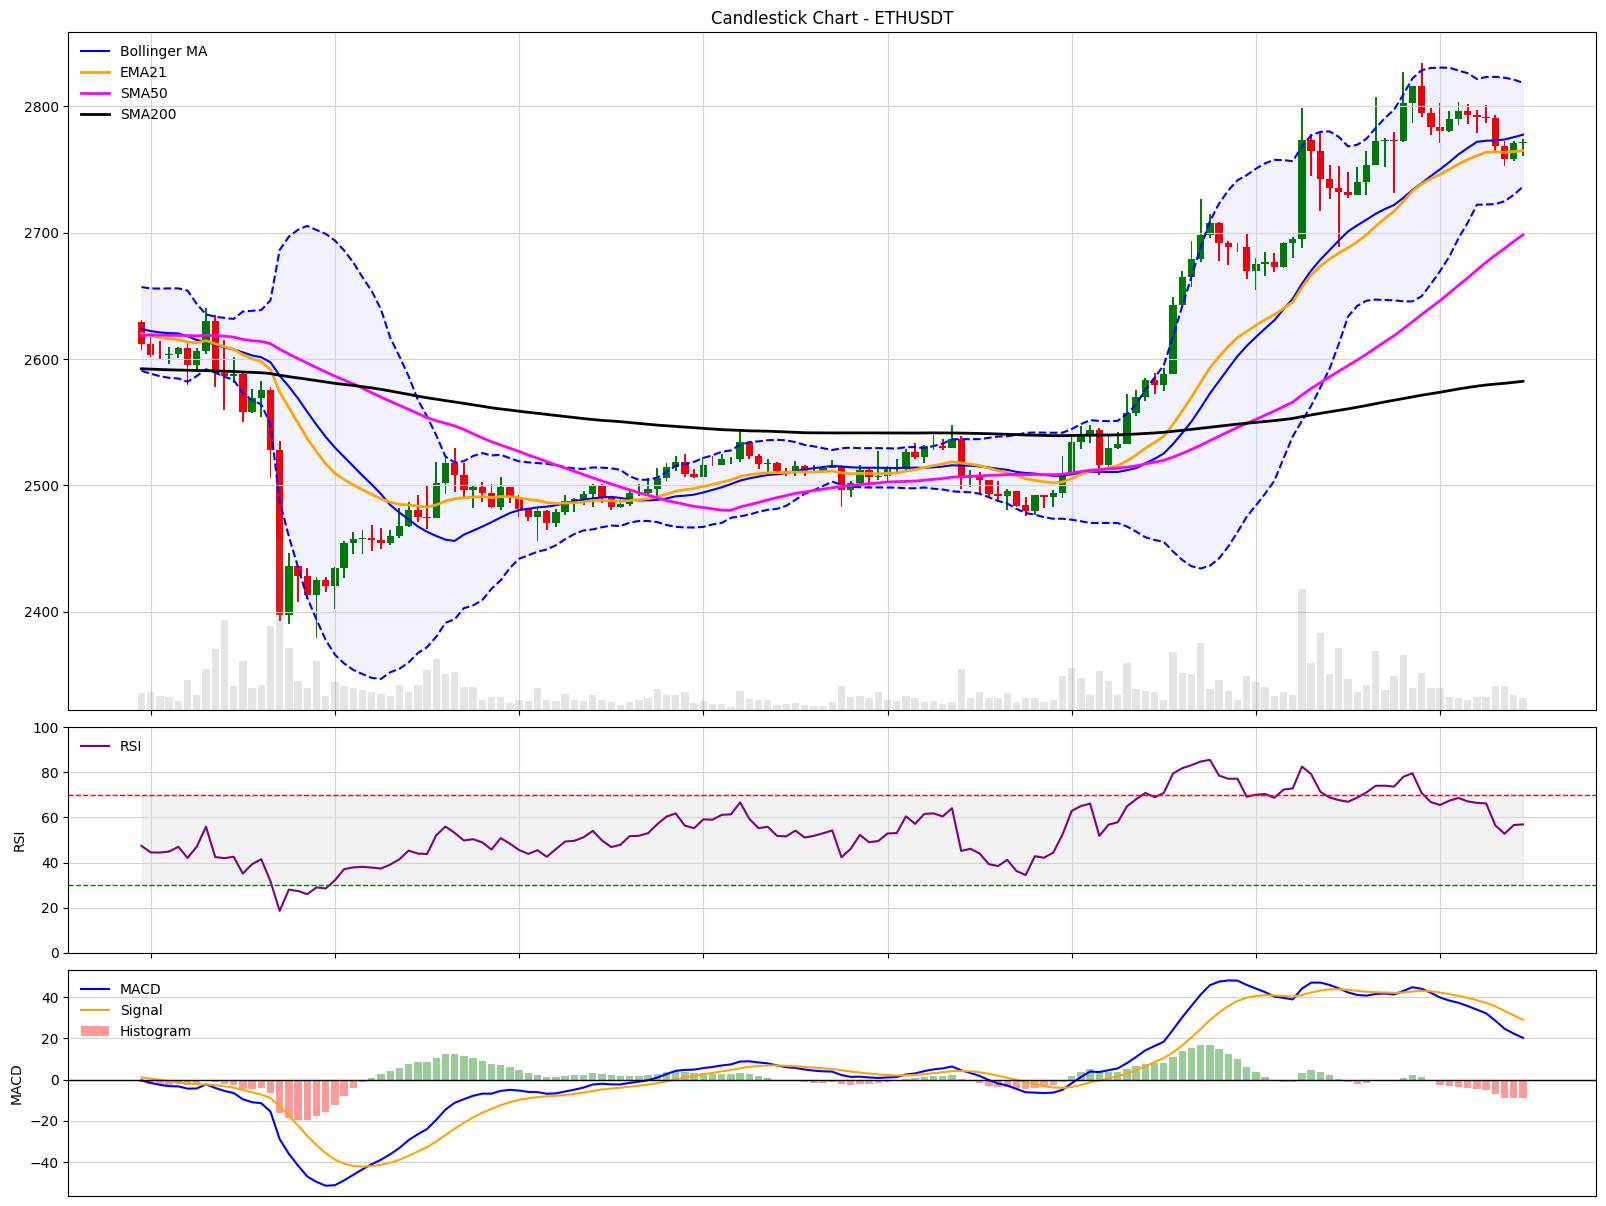 Candlestick Chart - ETHUSDT
Bollinger MA
EMA21
SMA50
SMA200
2800
2700
2600
2500
2400
RSI
100
80
60
40
20
0
RSI
MACD
Signal
Histogram
40
20
0
−20
−40
MACD